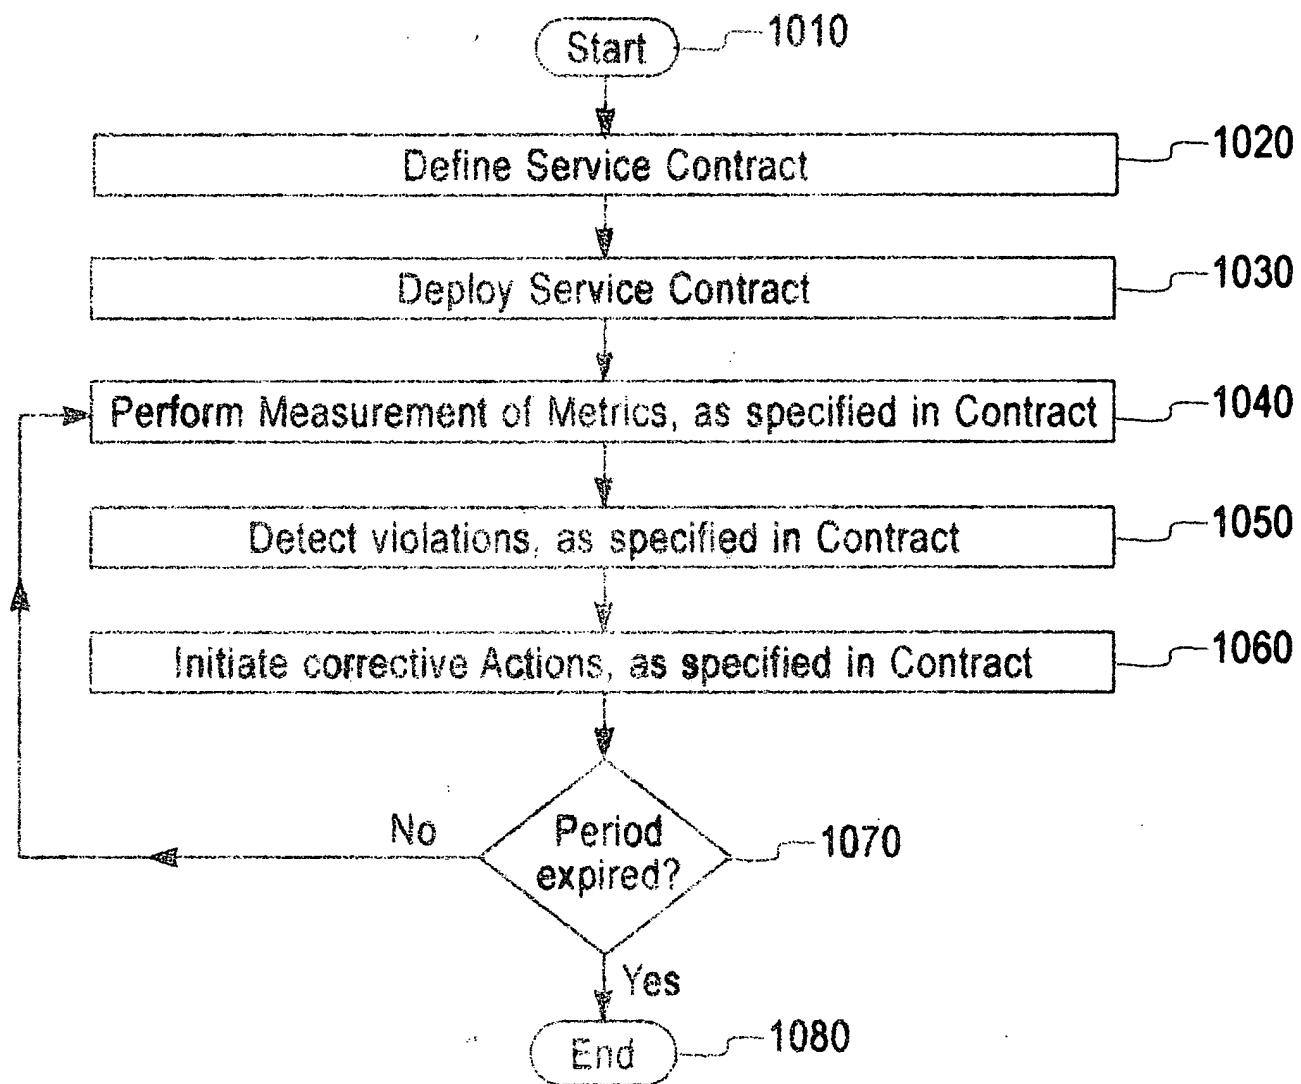 Start
1010
Define Service Contract
1020
Deploy Service Contract
1030
Perform Measurement of Metrics, as specified in Contract
1040
Detect violations, as specified in Contract
1050
Initiate corrective Actions, as specified in Contract
1060
No
Period
expired?
1070
Yes
End
1080